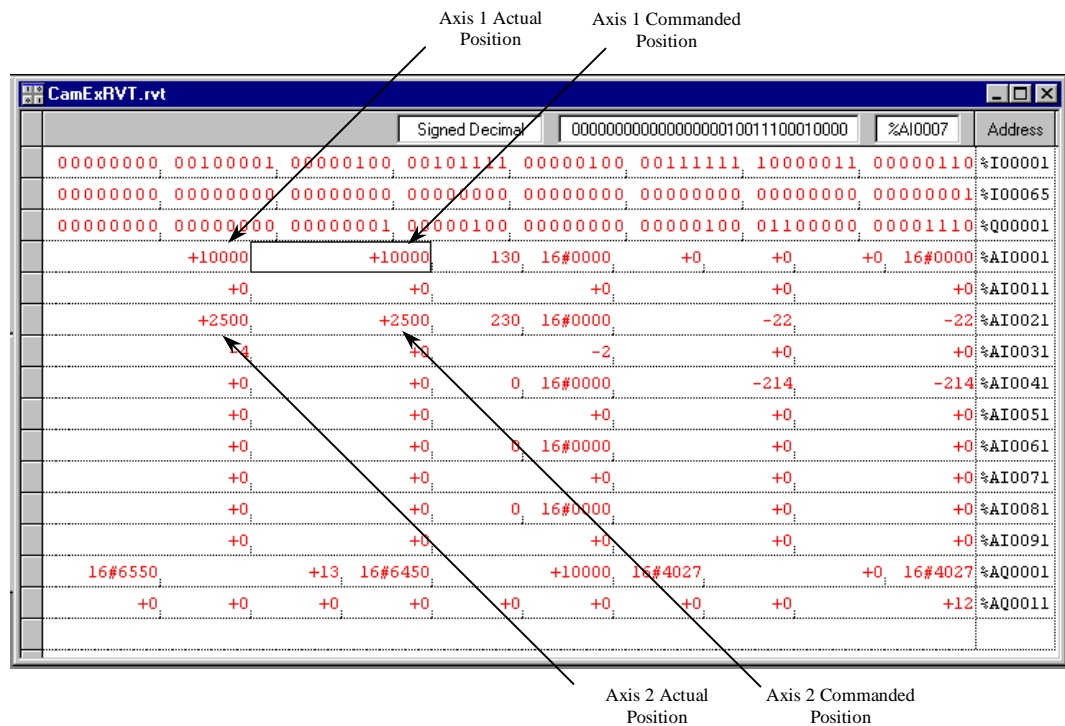 Axis 1 Actual
Position
Axis 1 Commanded
Position
CamExRVT.rvt
Signed Decimal 00000000000000000010011100010000 %AI0007 Address
00000000 00100001 00000100 00101111 00000100 00111111 10000011 00000110 %I00001
00000000 00000000 00000000 00000000 00000000 00000000 00000000 00000001 %I00065
00000000 00000000 00000001 00000100 00000000 00000100 01100000 00001110 %Q00001
+10000 +10000 130 16#0000 +0 +0 +0 16#0000 %AI0001
+0 +0 +0 +0 +0 %AI0011
+2500 +2500 230 16#0000 -22 -22 %AI0021
-4 +0 -2 +0 +0 %AI0031
+0 +0 0 16#0000 -214 -214 %AI0041
+0 +0 +0 +0 +0 %AI0051
+0 +0 0 16#0000 +0 +0 %AI0061
+0 +0 +0 +0 +0 %AI0071
+0 +0 0 16#0000 +0 +0 %AI0081
+0 +0 +0 +0 +0 %AI0091
16#6550 +13 16#6450 +10000 16#4027 +0 16#4027 %AQ0001
+0 +0 +0 +0 +0 +0 +0 +0 +12 %AQ0011
Axis 2 Actual
Position
Axis 2 Commanded
Position